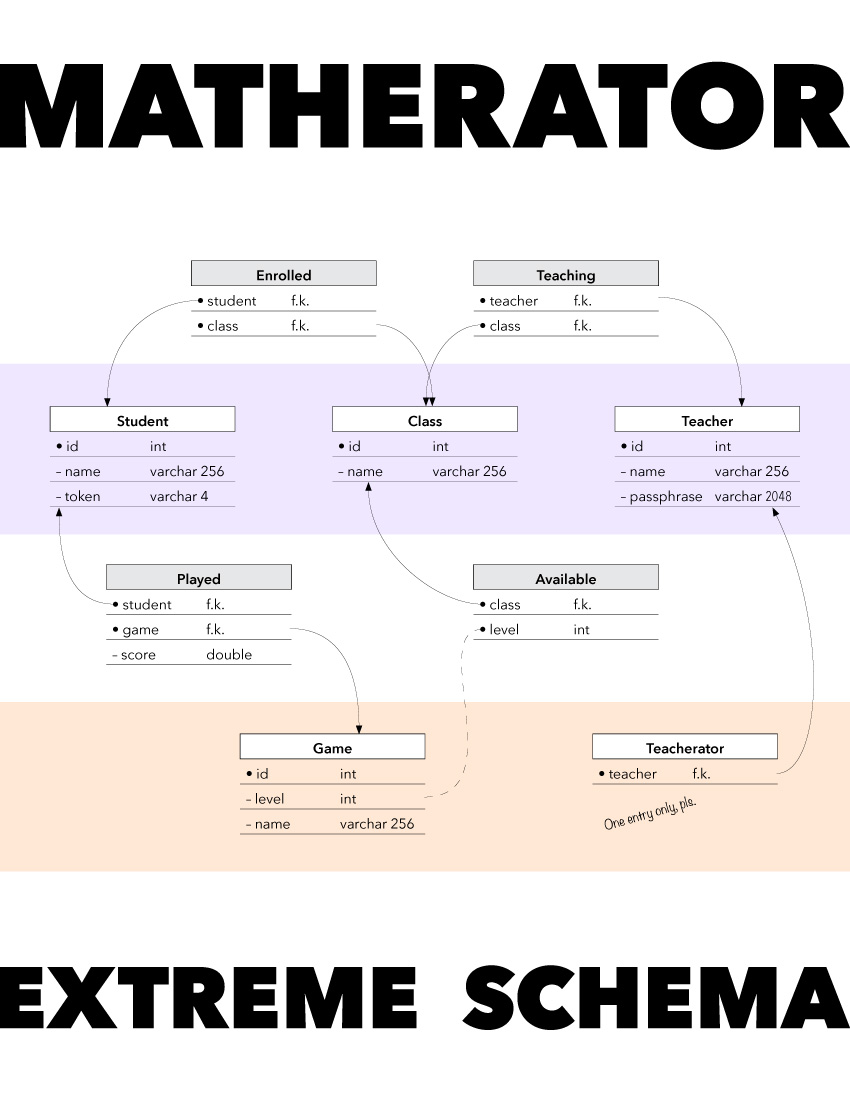 MATHERATOR
Enrolled
• student f.k.
• class f.k.
Teaching
• teacher f.k.
• class f.k.
Student
• id int
– name varchar 256
– token varchar 4
Class
• id int
– name varchar 256
Teacher
• id int
– name varchar 256
– passphrase varchar 2048
Played
• student f.k.
• game f.k.
– score double
Available
• class f.k.
• level int
Game
• id int
– level int
– name varchar 256
Teacherator
• teacher f.k.
One entry only, pls.
EXTREME SCHEMA